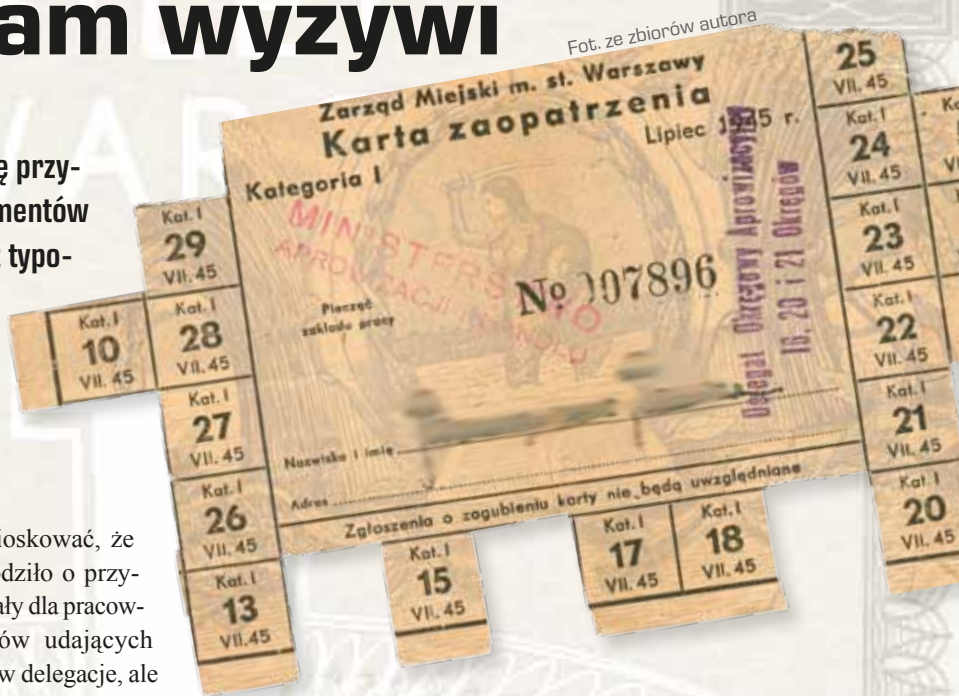 am wyżywi
Fot. ze zbiorów autora
ę przy-
mentów
typo-
ioskować, że
odziło o przy-
ały dla pracow-
ów udających
w delegacje, ale
Zarząd Miejski m. st. Warszawy
Karta zaopatrzenia
Lipiec 1945 r.
Kategoria I
MINISTERSTWO
APROWIZACJI I HANDLU
Pieczęć
zakładu pracy
№ 007896
Delegat Okręgowy Aprowizacyjny
16, 20 i 21 Okręgów
Nazwisko i imię
Adres
Zgłoszenia o zagubieniu karty nie będą uwzględniane
Kat. I
29
VII. 45
Kat. I
10
VII. 45
Kat. I
28
VII. 45
Kat. I
27
VII. 45
Kat. I
26
VII. 45
Kat. I
13
VII.45
Kat. I
15
VII. 45
Kat. I
17
VII. 45
Kat. I
18
VII. 45
25
VII. 45
Kat. I
24
VII. 45
Kat. I
23
VII. 45
Kat. I
22
VII. 45
Kat. I
21
VII. 45
Kat. I
20
VII. 45